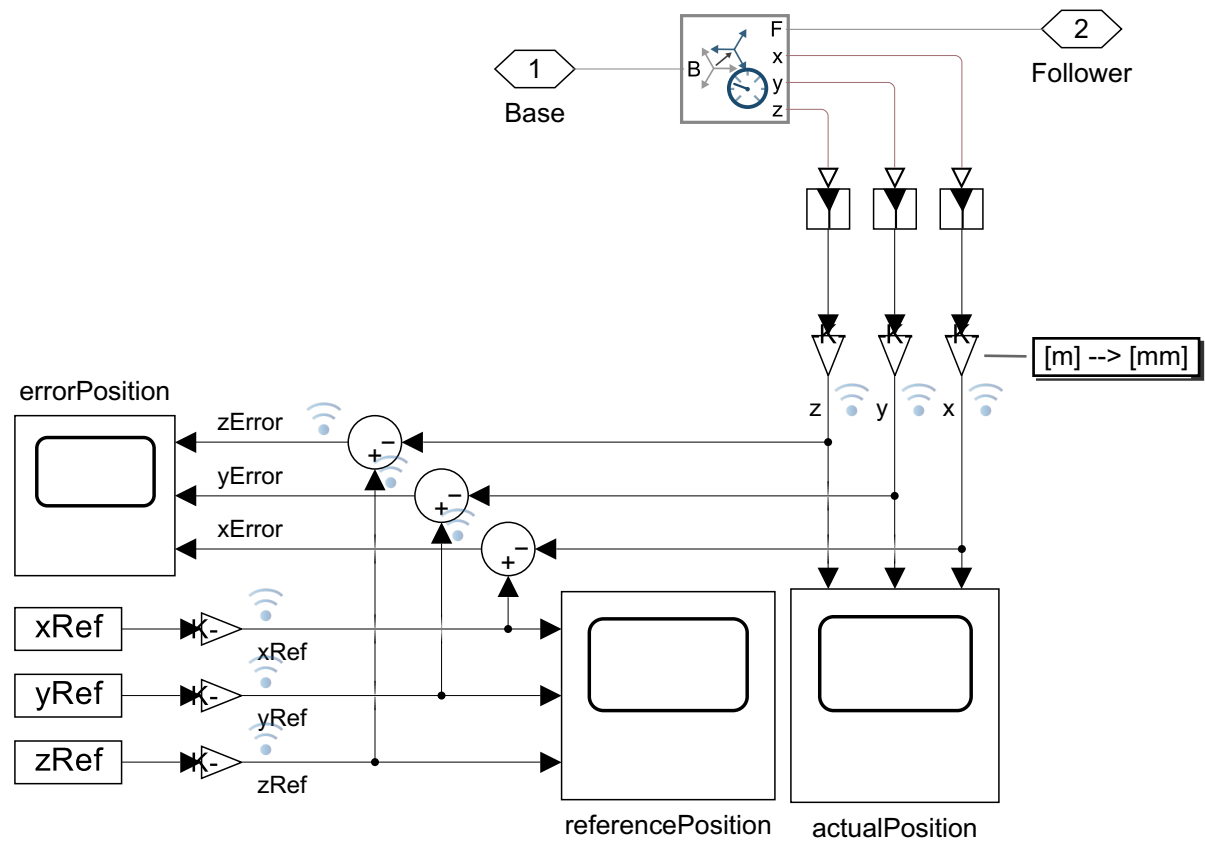 F
2
x
1
B
y
Follower
z
Base
K-
K-
K-
[m] --> [mm]
errorPosition
z
y
x
zError
−
+
yError
−
+
xError
−
+
xRef
K-
xRef
yRef
K-
yRef
zRef
K-
zRef
referencePosition
actualPosition